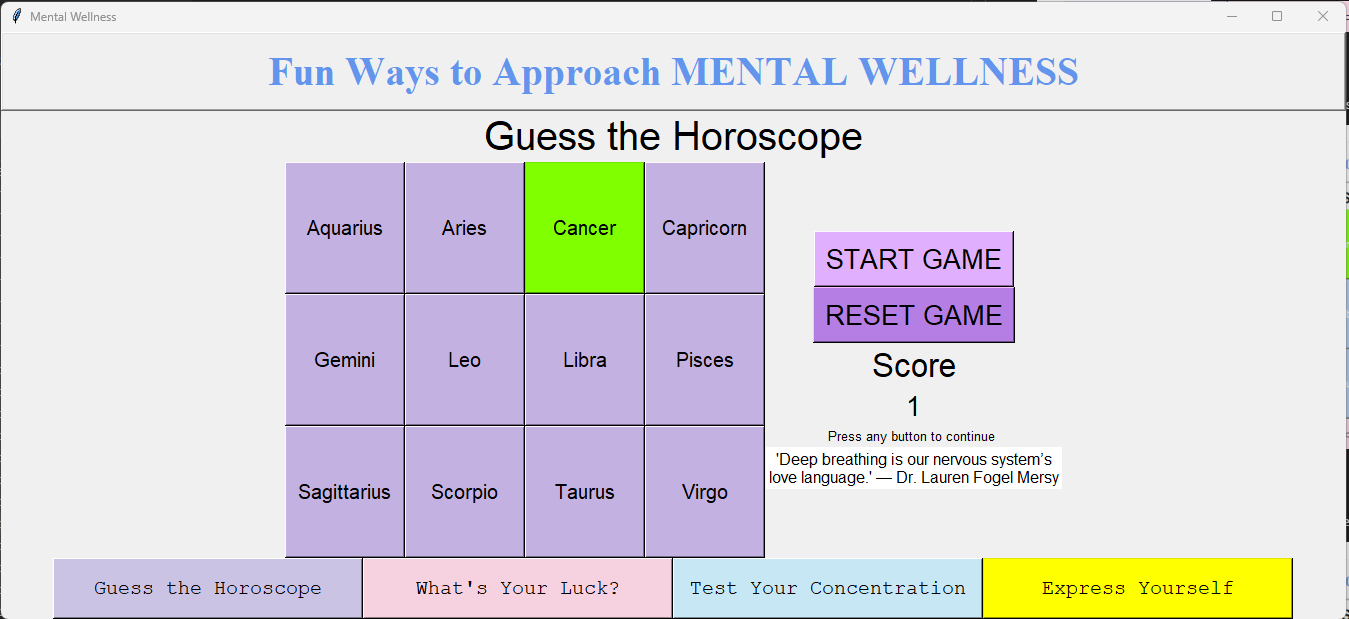 Mental Wellness
Fun Ways to Approach MENTAL WELLNESS
Guess the Horoscope
Aquarius
Aries
Cancer
Capricorn
Gemini
Leo
Libra
Pisces
Sagittarius
Scorpio
Taurus
Virgo
START GAME
RESET GAME
Score
1
Press any button to continue
'Deep breathing is our nervous system’s
love language.' — Dr. Lauren Fogel Mersy
Guess the Horoscope
What's Your Luck?
Test Your Concentration
Express Yourself